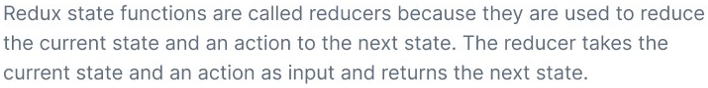 Redux state functions are called reducers because they are used to reduce
the current state and an action to the next state. The reducer takes the
current state and an action as input and returns the next state.